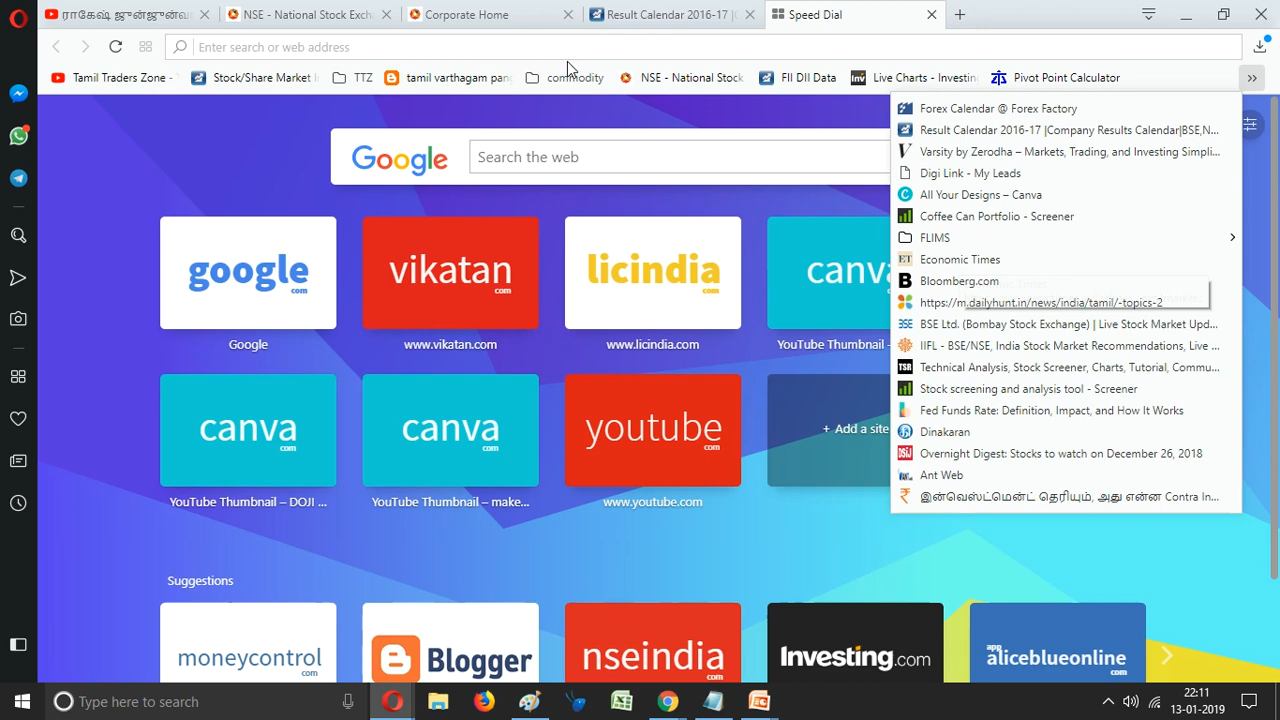 ராகேஷ் ஜுன்ஜுன்வ
NSE - National Stock Exch
Corporate Home
Result Calendar 2016-17 |C
Speed Dial
Enter search or web address
Tamil Traders Zone -
Stock/Share Market I
TTZ
tamil varthagam pan
commodity
NSE - National Stock
FII DII Data
Live Charts - Investin
Pivot Point Calculator
Google
Search the web
Forex Calendar @ Forex Factory
Result Calendar 2016-17 |Company Results Calendar|BSE,N...
Varsity by Zerodha – Markets, Trading, and Investing Simpli...
Digi Link - My Leads
All Your Designs – Canva
Coffee Can Portfolio - Screener
FLIMS
Economic Times
Bloomberg.com
https://m.dailyhunt.in/news/india/tamil/-topics-2
BSE Ltd. (Bombay Stock Exchange) | Live Stock Market Upd...
IIFL - BSE/NSE, India Stock Market Recommendations, Live ...
Technical Analysis, Stock Screener, Charts, Tutorial, Commu...
Stock screening and analysis tool - Screener
Fed Funds Rate: Definition, Impact, and How It Works
Dinakaran
Overnight Digest: Stocks to watch on December 26, 2018
Ant Web
இன்வெஸ்ட்மென்ட் தெரியும், அது என்ன Contra In...
google com
vikatan com
licindia com
canva
Google
www.vikatan.com
www.licindia.com
YouTube Thumbnail –
canva com
canva com
youtube com
+ Add a site
YouTube Thumbnail – DOJI ...
YouTube Thumbnail – make...
www.youtube.com
Suggestions
moneycontrol
Blogger
nseindia
Investing.com
app aliceblueonline
Type here to search
22:11
13-01-2019